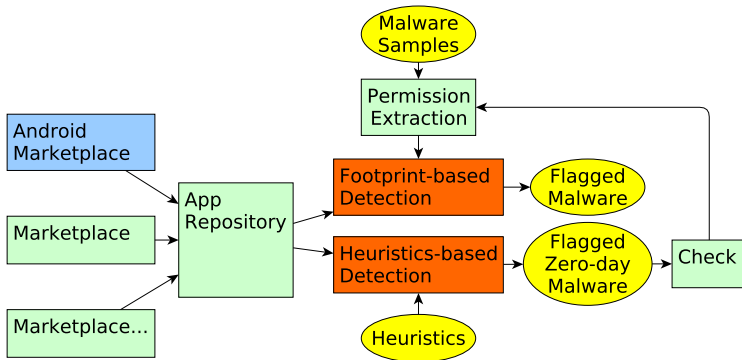 Malware
Samples
Permission
Extraction
Android
Marketplace
Footprint-based
Detection
Flagged
Malware
App
Repository
Marketplace
Heuristics-based
Detection
Flagged
Zero-day
Malware
Check
Marketplace...
Heuristics